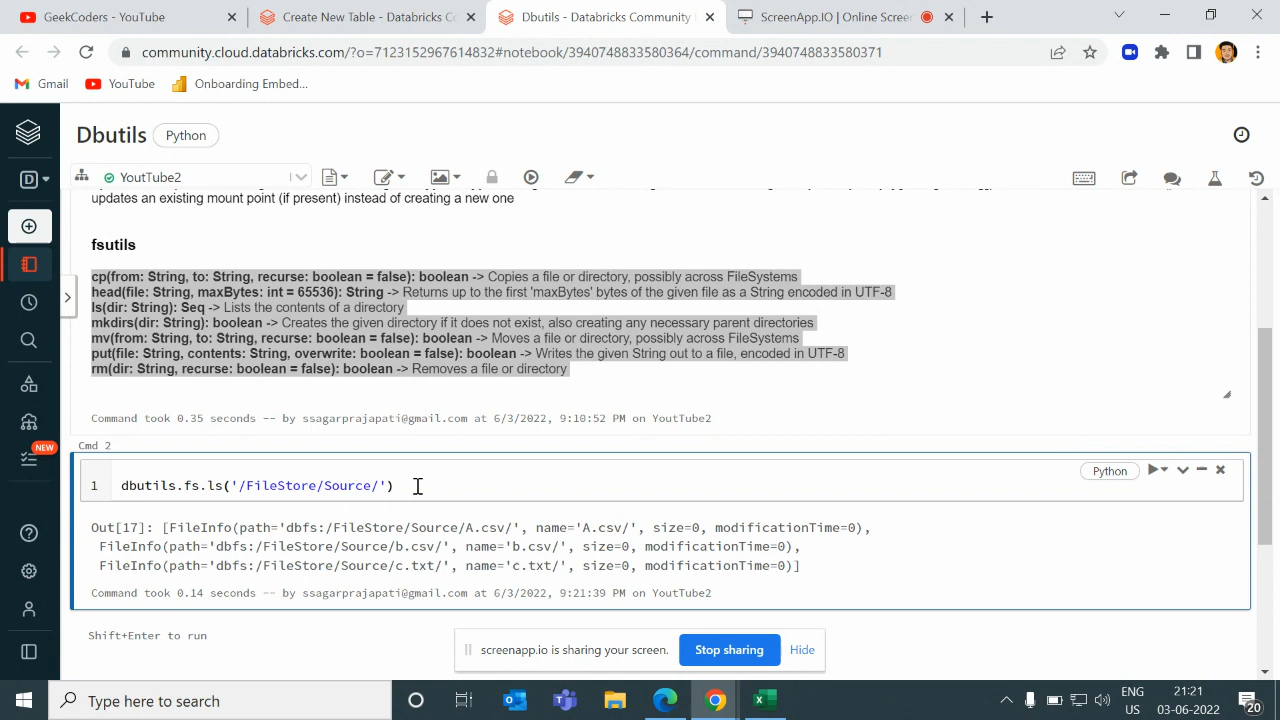 GeekCoders - YouTube
Create New Table - Databricks Co
Dbutils - Databricks Community
ScreenApp.IO | Online Screen
community.cloud.databricks.com/?o=7123152967614832#notebook/3940748833580364/command/3940748833580371
Gmail
YouTube
Onboarding Embed...
Dbutils
Python
D
YoutTube2
updates an existing mount point (if present) instead of creating a new one
fsutils
cp(from: String, to: String, recurse: boolean = false): boolean -> Copies a file or directory, possibly across FileSystems
head(file: String, maxBytes: int = 65536): String -> Returns up to the first 'maxBytes' bytes of the given file as a String encoded in UTF-8
ls(dir: String): Seq -> Lists the contents of a directory
mkdirs(dir: String): boolean -> Creates the given directory if it does not exist, also creating any necessary parent directories
mv(from: String, to: String, recurse: boolean = false): boolean -> Moves a file or directory, possibly across FileSystems
put(file: String, contents: String, overwrite: boolean = false): boolean -> Writes the given String out to a file, encoded in UTF-8
rm(dir: String, recurse: boolean = false): boolean -> Removes a file or directory
Command took 0.35 seconds -- by ssagarprajapati@gmail.com at 6/3/2022, 9:10:52 PM on YoutTube2
Cmd 2
NEW
Python
1 dbutils.fs.ls('/FileStore/Source/')
Out[17]: [FileInfo(path='dbfs:/FileStore/Source/A.csv/', name='A.csv/', size=0, modificationTime=0),
FileInfo(path='dbfs:/FileStore/Source/b.csv/', name='b.csv/', size=0, modificationTime=0),
FileInfo(path='dbfs:/FileStore/Source/c.txt/', name='c.txt/', size=0, modificationTime=0)]
Command took 0.14 seconds -- by ssagarprajapati@gmail.com at 6/3/2022, 9:21:39 PM on YoutTube2
Shift+Enter to run
screenapp.io is sharing your screen.
Stop sharing
Hide
Type here to search
ENG
US
21:21
03-06-2022
20